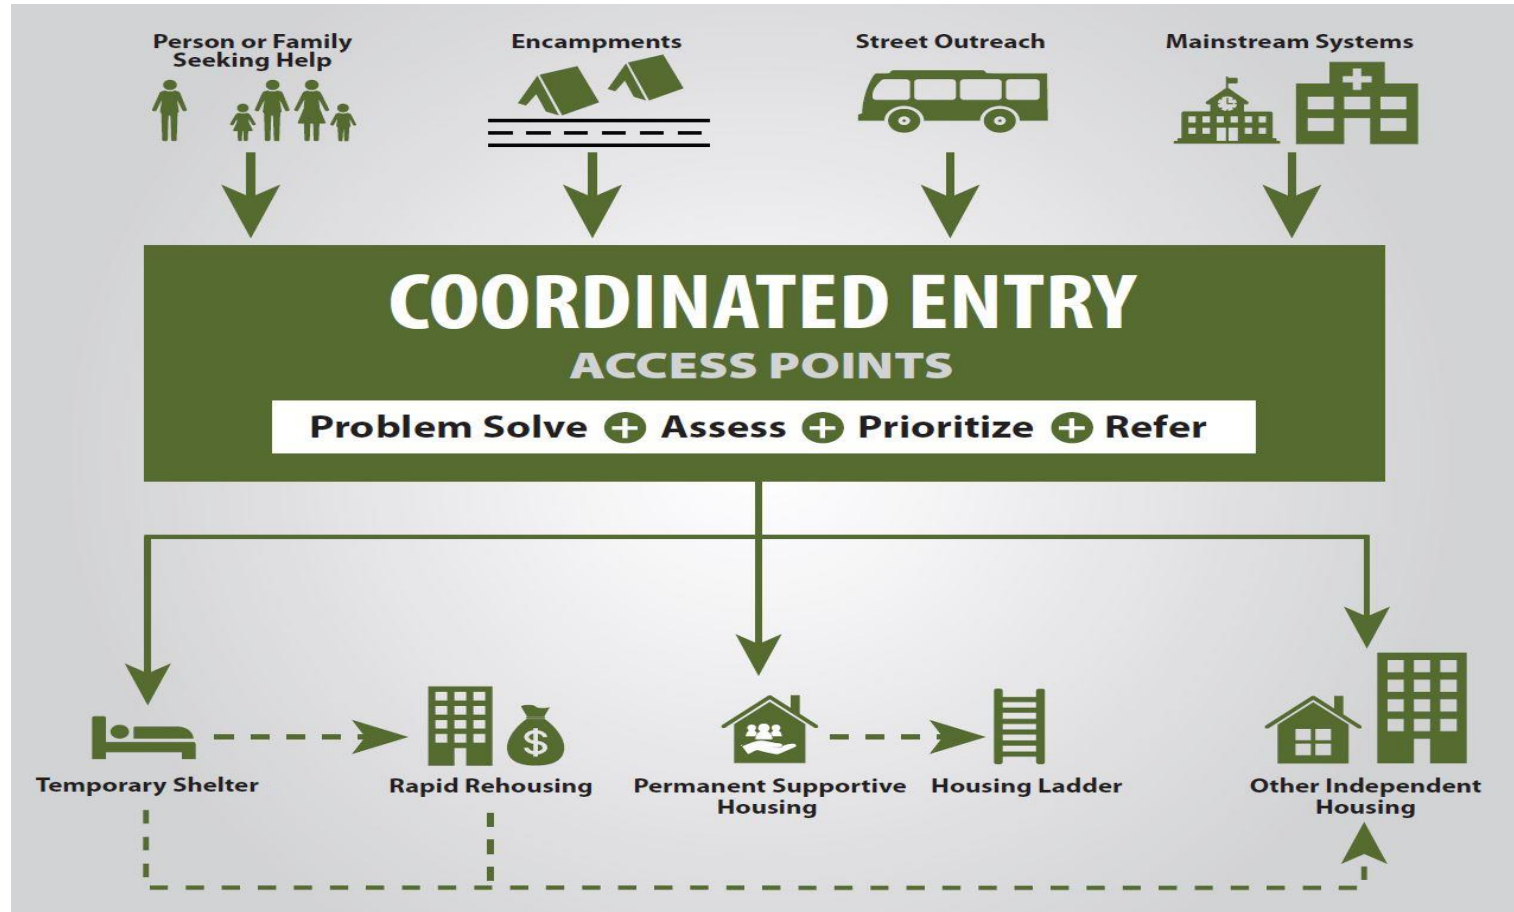 Person or Family
Seeking Help
Encampments
Street Outreach
Mainstream Systems
COORDINATED ENTRY
ACCESS POINTS
Problem Solve + Assess + Prioritize + Refer
$
Temporary Shelter
Rapid Rehousing
Permanent Supportive
Housing
Housing Ladder
Other Independent
Housing